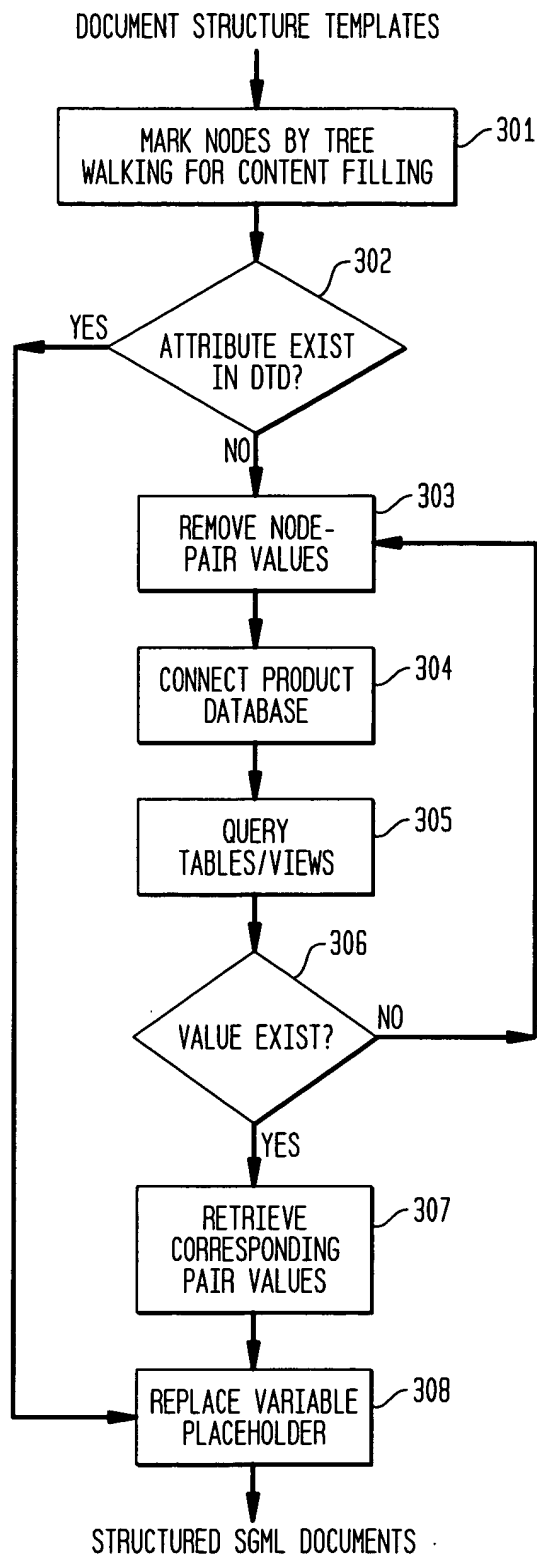 DOCUMENT STRUCTURE TEMPLATES
MARK NODES BY TREE
WALKING FOR CONTENT FILLING
301
302
YES
ATTRIBUTE EXIST
IN DTD?
NO
303
REMOVE NODE-
PAIR VALUES
304
CONNECT PRODUCT
DATABASE
305
QUERY
TABLES/VIEWS
306
VALUE EXIST?
NO
YES
307
RETRIEVE
CORRESPONDING
PAIR VALUES
308
REPLACE VARIABLE
PLACEHOLDER
STRUCTURED SGML DOCUMENTS